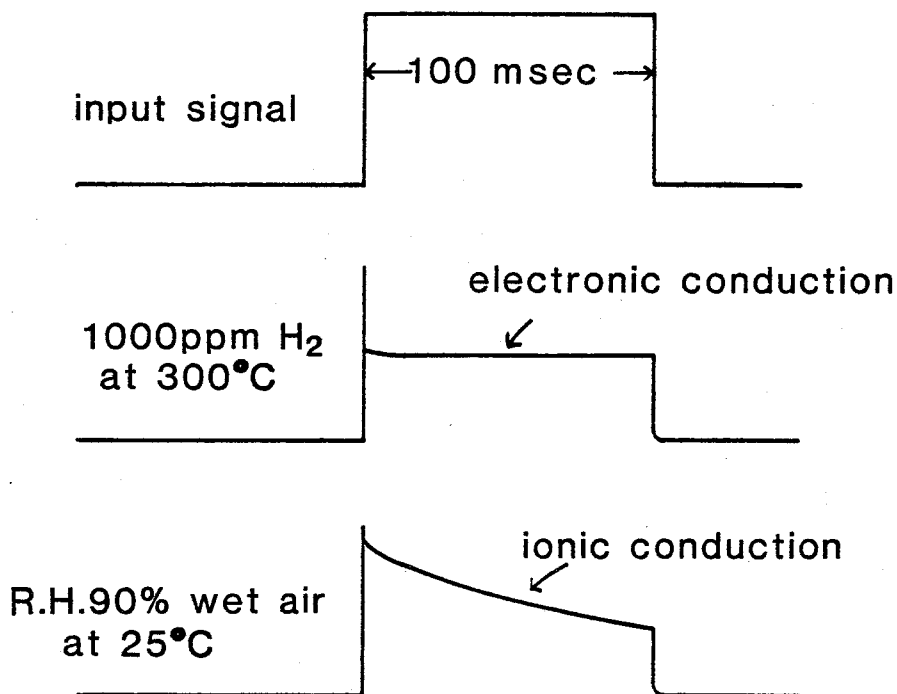 input signal
100 msec
electronic conduction
1000ppm H₂
at 300°C
ionic conduction
R.H.90% wet air
at 25°C